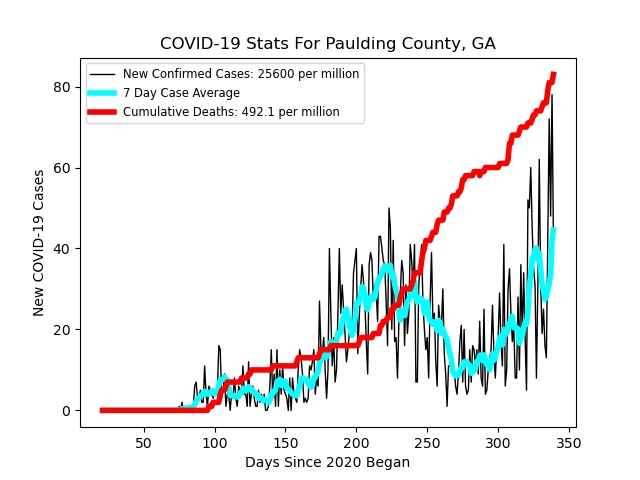 COVID-19 Stats For Paulding County, GA
New Confirmed Cases: 25600 per million
7 Day Case Average
Cumulative Deaths: 492.1 per million
New COVID-19 Cases
80
60
40
20
0
50 100 150 200 250 300 350
Days Since 2020 Began